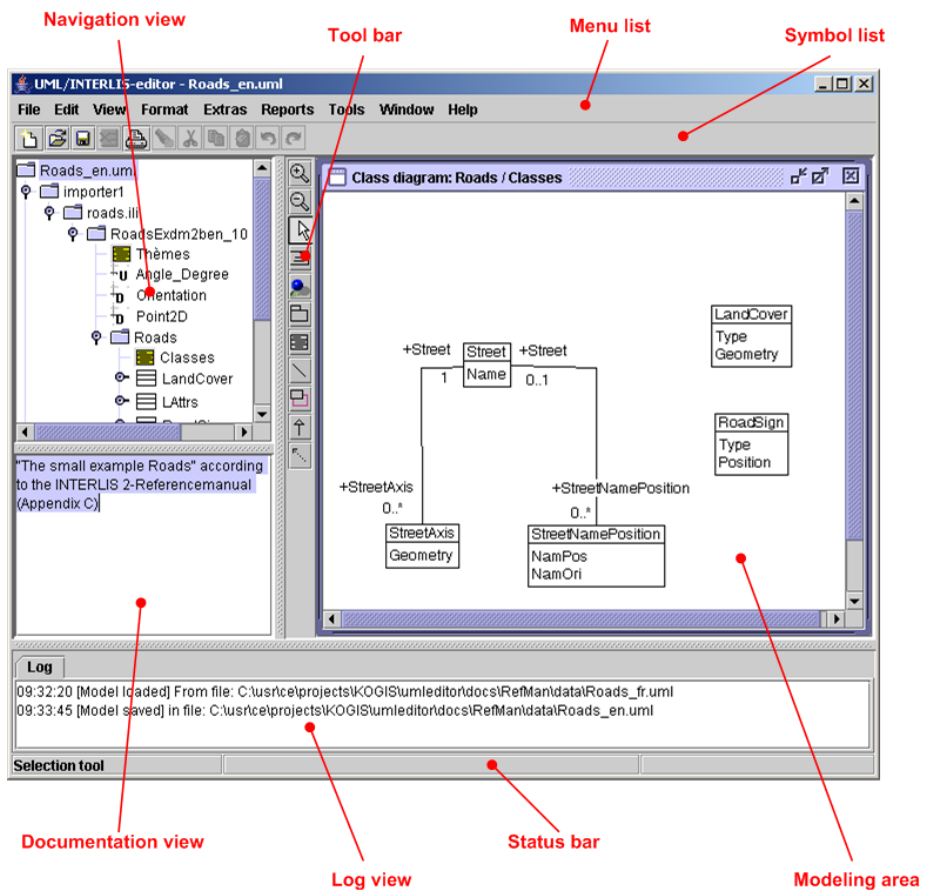 Navigation view
Tool bar
Menu list
Symbol list
UML/INTERLIS-editor - Roads_en.uml
File Edit View Format Extras Reports Tools Window Help
Roads_en.uml
importer1
roads.ili
RoadsExdm2ben_10
Thèmes
Angle_Degree
Orientation
Point2D
Roads
Classes
LandCover
LAttrs
Class diagram: Roads / Classes
LandCover
Type
Geometry
+Street
Street
+Street
1
Name
0..1
RoadSign
Type
Position
+StreetAxis
0..*
StreetAxis
Geometry
+StreetNamePosition
0..*
StreetNamePosition
NamPos
NamOri
"The small example Roads" according
to the INTERLIS 2-Referencemanual
(Appendix C)
Log
09:32:20 [Model loaded] From file: C:\usr\ce\projects\KOGIS\umleditor\docs\RefMan\data\Roads_fr.uml
09:33:45 [Model saved] in file: C:\usr\ce\projects\KOGIS\umleditor\docs\RefMan\data\Roads_en.uml
Selection tool
Documentation view
Status bar
Log view
Modeling area